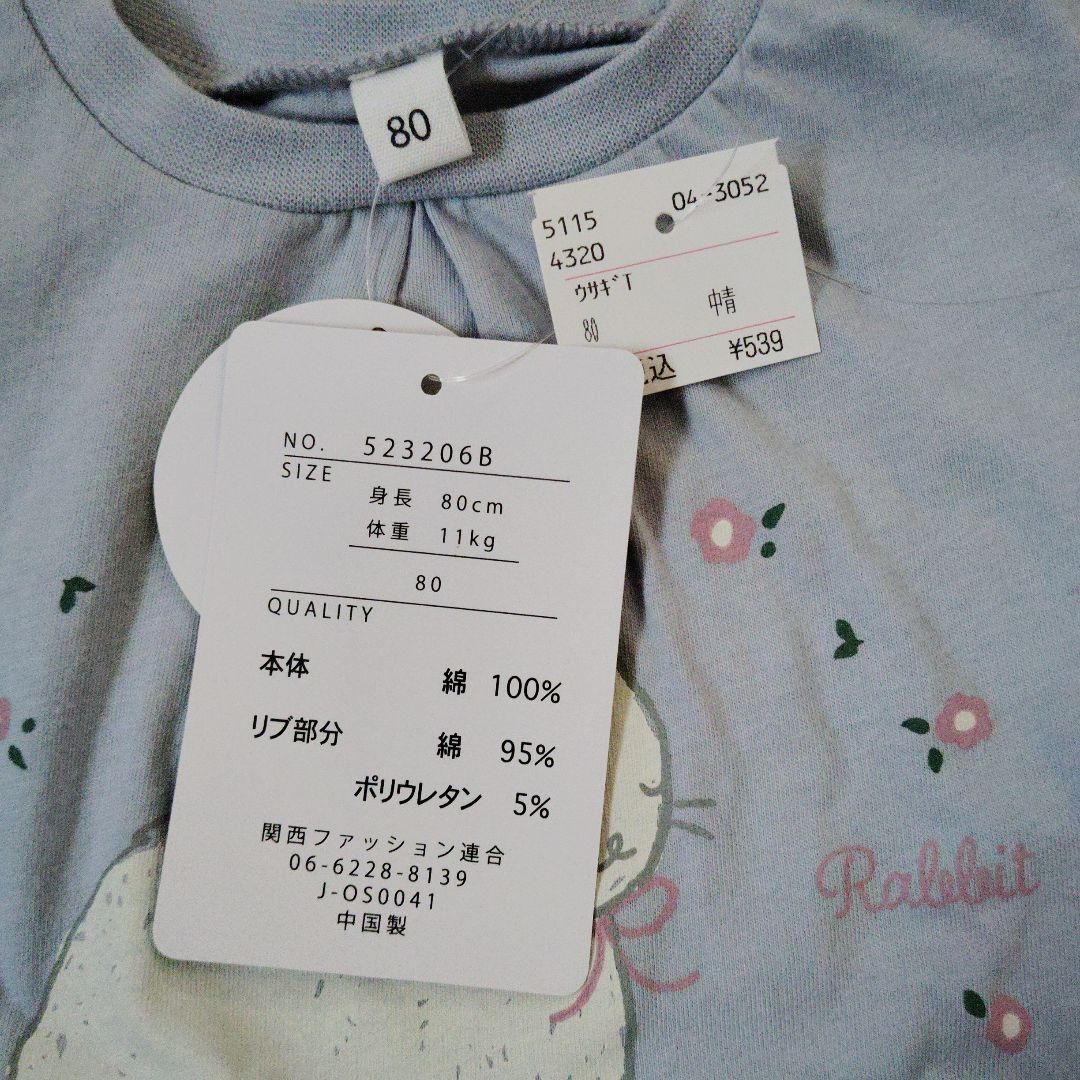 80
5115 04-3052
4320
ウサギT
80 中青
込 ¥539
NO. 523206B
SIZE
身長 80cm
体重 11kg
80
QUALITY
本体 綿 100%
リブ部分 綿 95%
ポリウレタン 5%
関西ファッション連合
06-6228-8139
J-OS0041
中国製
Rabbit